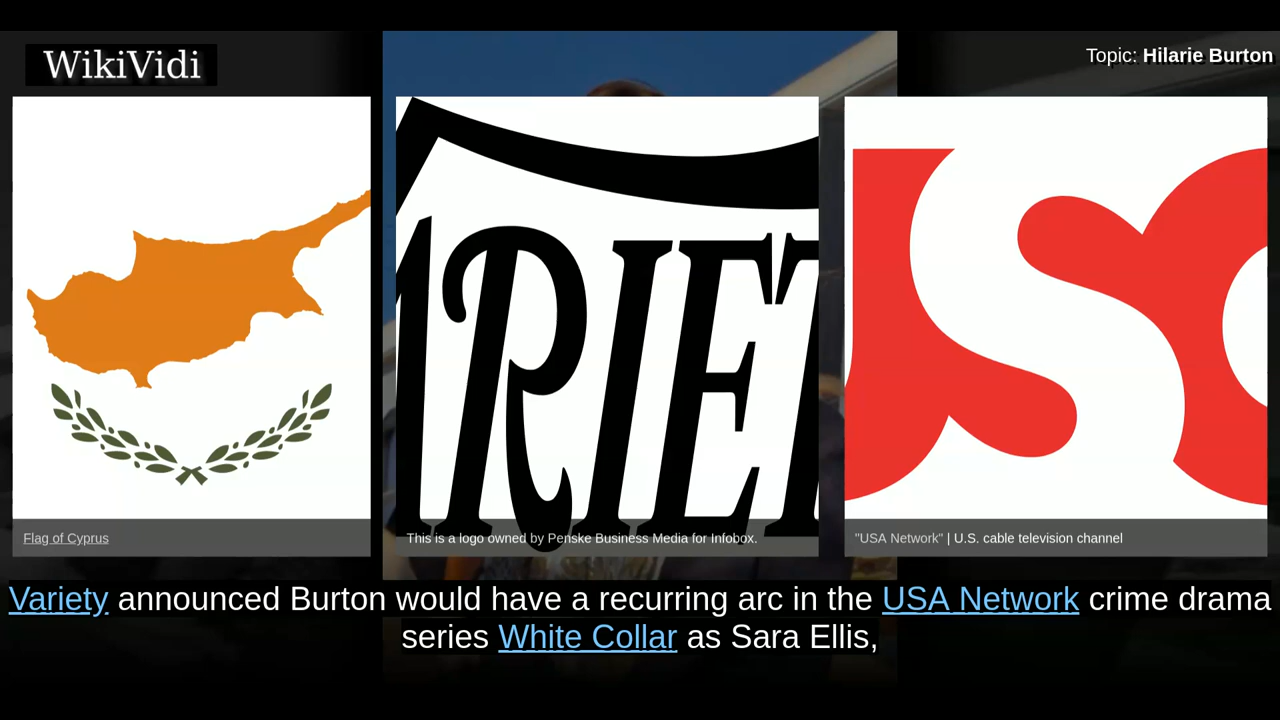 WikiVidi
Topic: Hilarie Burton
ARIET
USC
Flag of Cyprus
This is a logo owned by Penske Business Media for Infobox.
"USA Network" | U.S. cable television channel
Variety announced Burton would have a recurring arc in the USA Network crime drama
series White Collar as Sara Ellis,